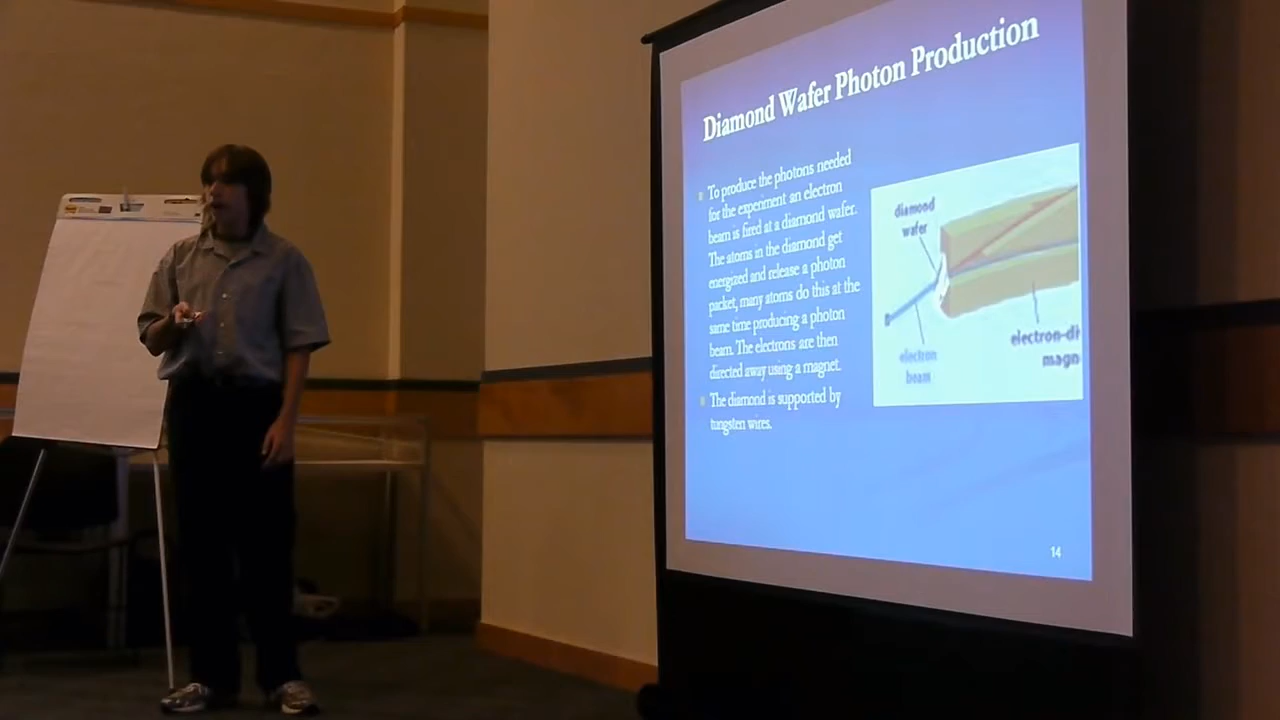 Diamond Wafer Photon Production
To produce the photons needed
for the experiment an electron
beam is fired at a diamond wafer.
The atoms in the diamond get
energized and release a photon
packet, many atoms do this at the
same time producing a photon
beam. The electrons are then
directed away using a magnet.
The diamond is supported by
tungsten wires.
diamond
wafer
electron
beam
electron-di
magn
14